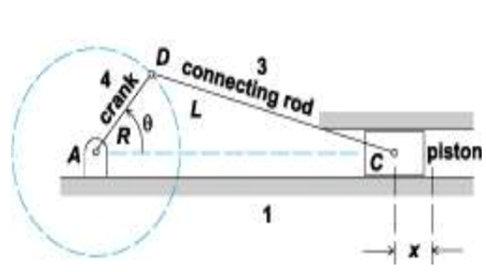 D
3
4
connecting rod
crank
L
R
θ
A
C
piston
1
x